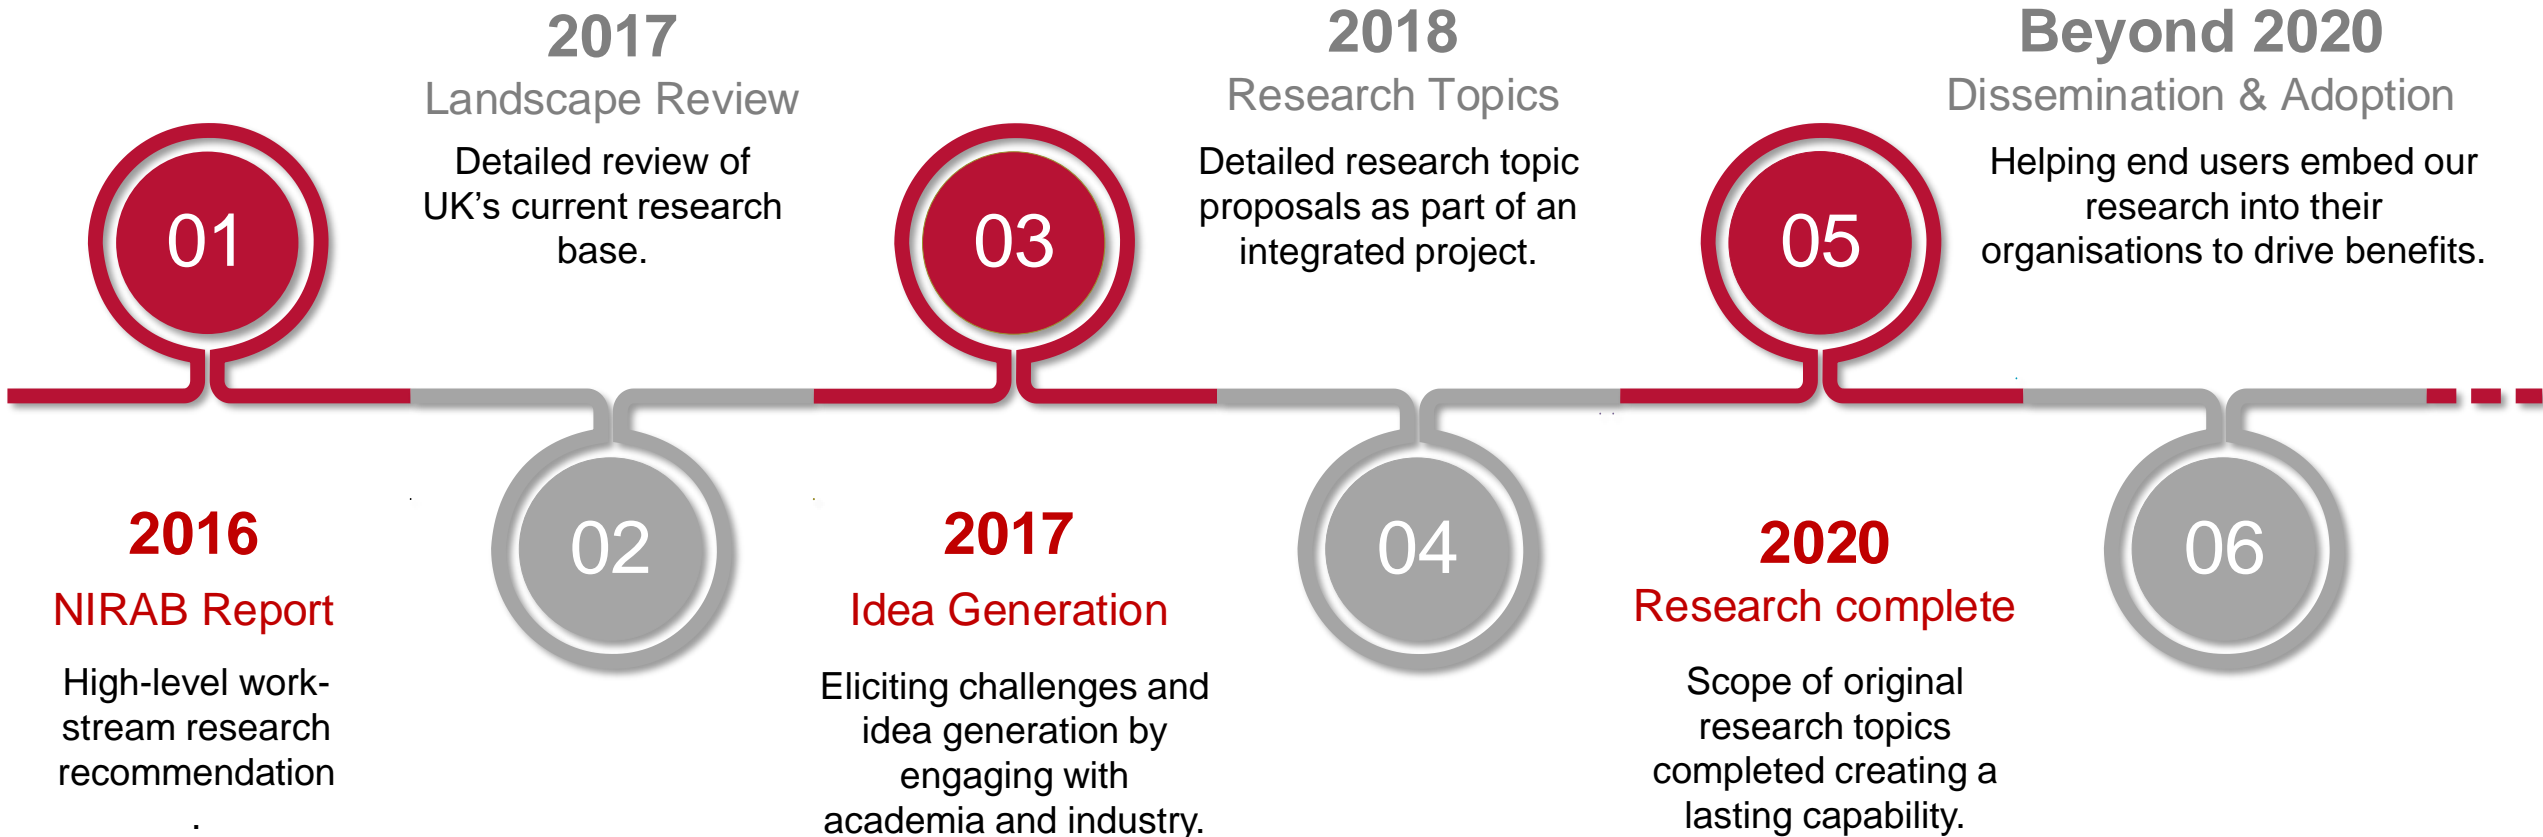 01
2016
NIRAB Report
High-level work-
stream research
recommendation
.
2017
Landscape Review
Detailed review of
UK’s current research
base.
02
03
2017
Idea Generation
Eliciting challenges and
idea generation by
engaging with
academia and industry.
2018
Research Topics
Detailed research topic
proposals as part of an
integrated project.
04
05
2020
Research complete
Scope of original
research topics
completed creating a
lasting capability.
Beyond 2020
Dissemination & Adoption
Helping end users embed our
research into their
organisations to drive benefits.
06